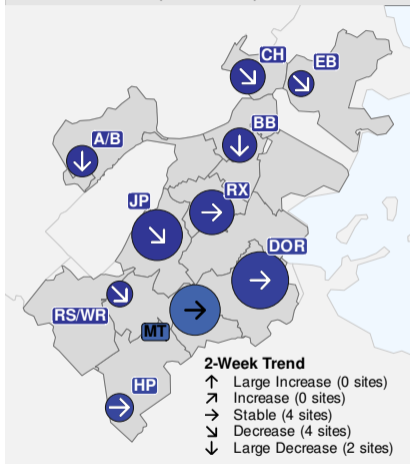 CH
EB
BB
A/B
RX
JP
DOR
RS/WR
MT
HP
2-Week Trend
↑ Large Increase (0 sites)
↗ Increase (0 sites)
→ Stable (4 sites)
↘ Decrease (4 sites)
↓ Large Decrease (2 sites)